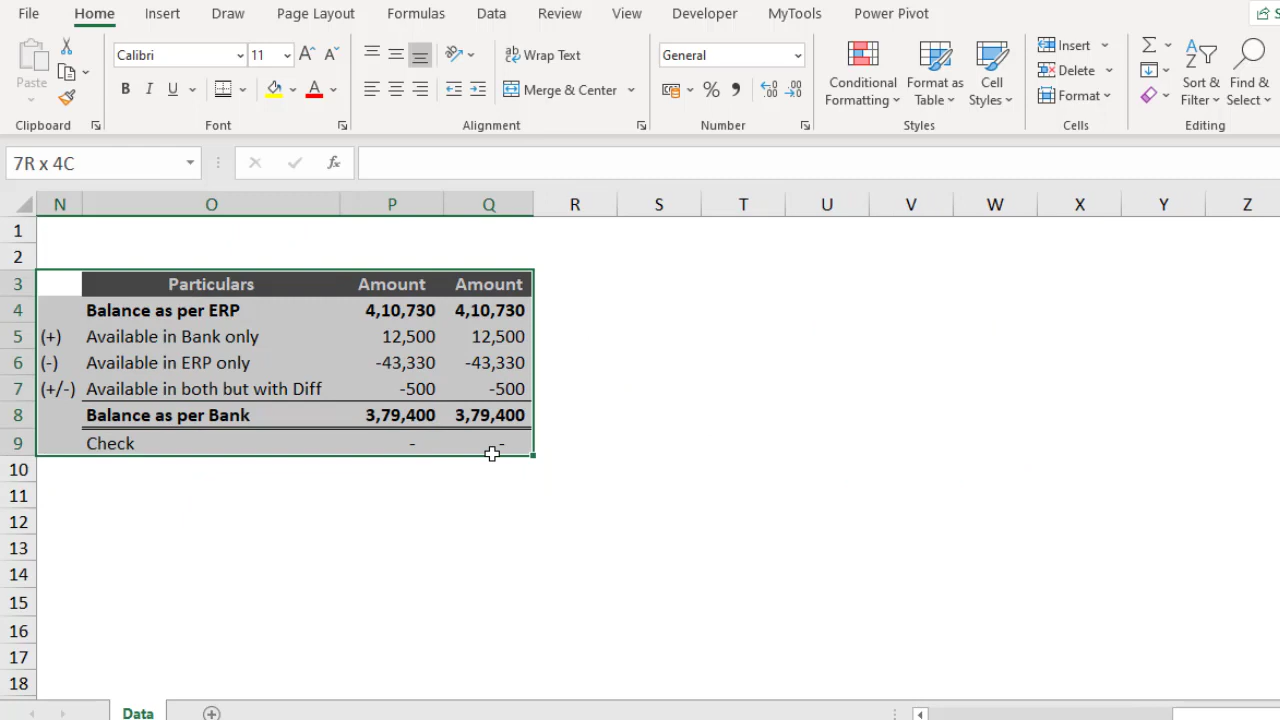 File Home Insert Draw Page Layout Formulas Data Review View Developer MyTools Power Pivot
Paste
Clipboard
Calibri 11
B I U
Font
Wrap Text
Merge & Center
Alignment
General
Number
Conditional Formatting
Format as Table
Cell Styles
Styles
Insert
Delete
Format
Cells
Sort & Filter
Find & Select
Editing
7R x 4C
fx
N O P Q R S T U V W X Y Z
1
2
3 Particulars Amount Amount
4 Balance as per ERP 4,10,730 4,10,730
5 (+) Available in Bank only 12,500 12,500
6 (-) Available in ERP only -43,330 -43,330
7 (+/-) Available in both but with Diff -500 -500
8 Balance as per Bank 3,79,400 3,79,400
9 Check - -
10
11
12
13
14
15
16
17
18
Data